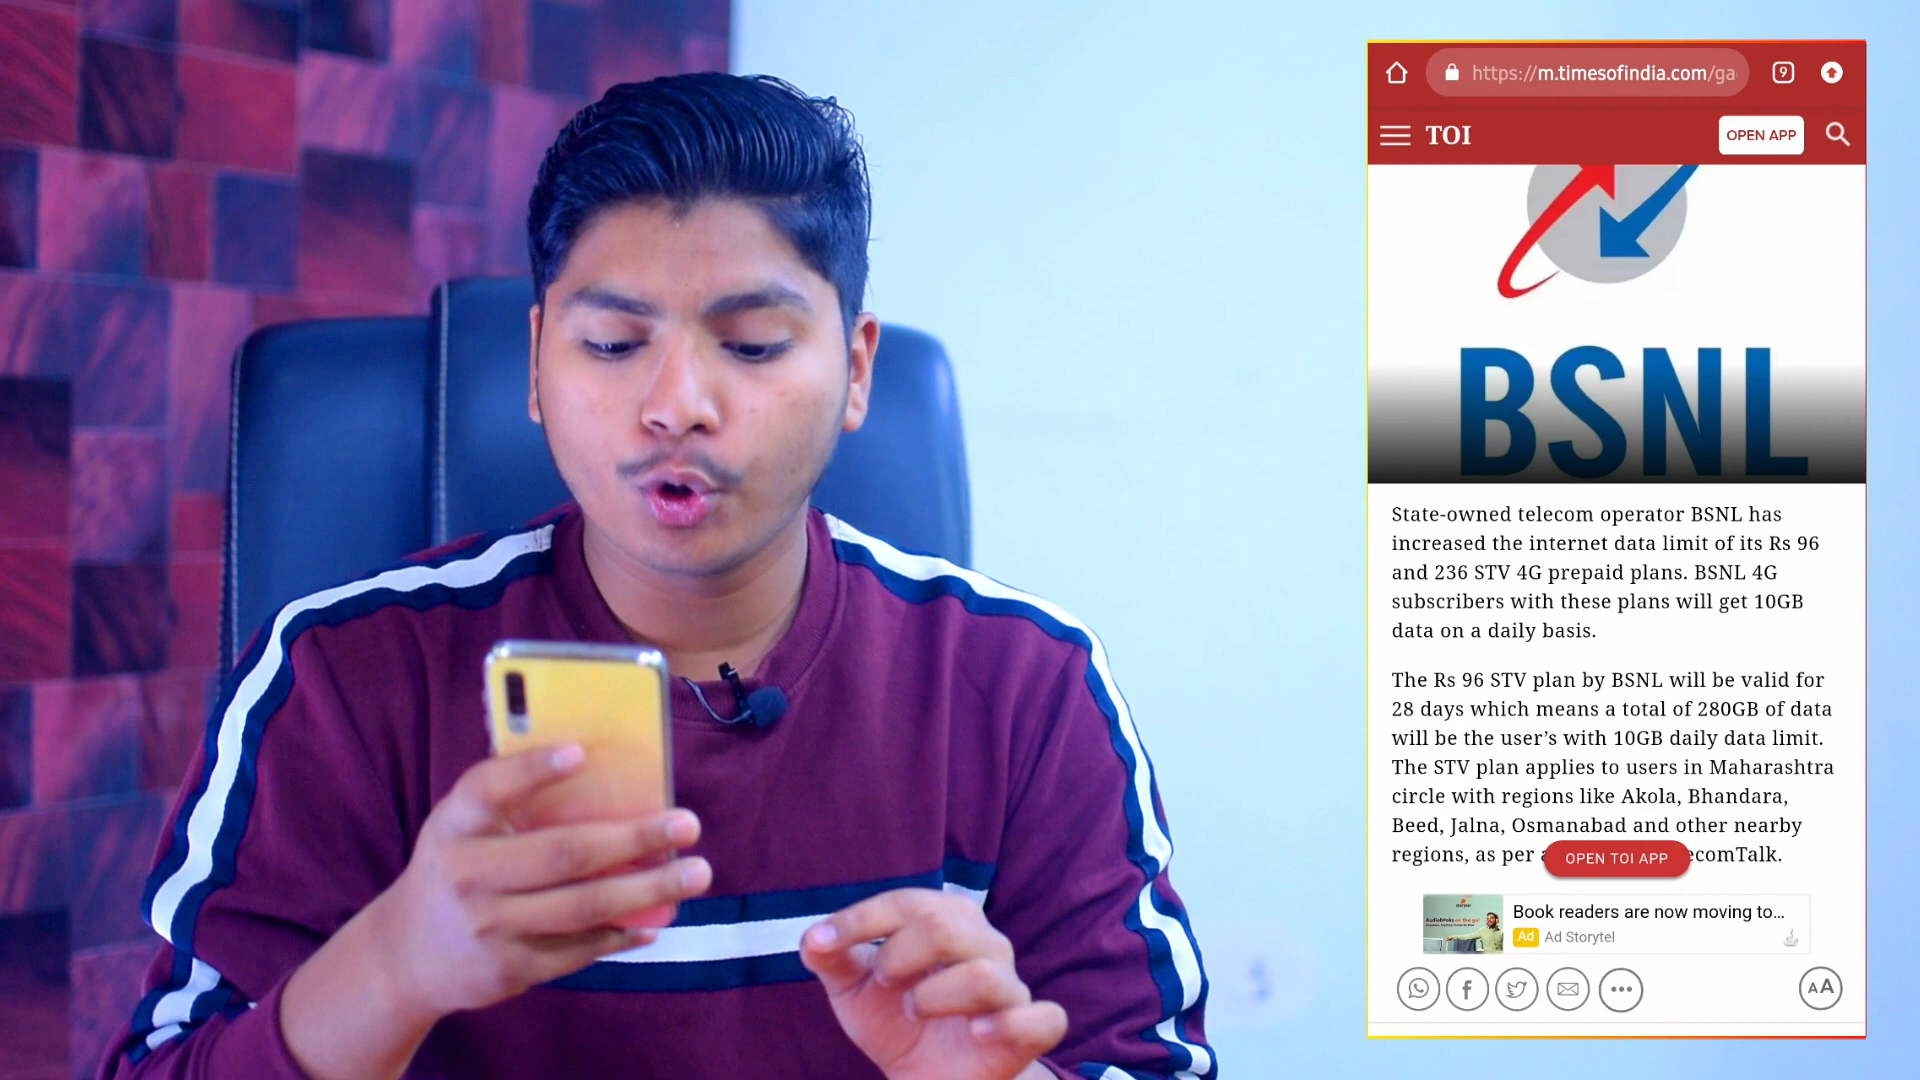 https://m.timesofindia.com/ga
9
TOI
OPEN APP
BSNL
State-owned telecom operator BSNL has
increased the internet data limit of its Rs 96
and 236 STV 4G prepaid plans. BSNL 4G
subscribers with these plans will get 10GB
data on a daily basis.
The Rs 96 STV plan by BSNL will be valid for
28 days which means a total of 280GB of data
will be the user’s with 10GB daily data limit.
The STV plan applies to users in Maharashtra
circle with regions like Akola, Bhandara,
Beed, Jalna, Osmanabad and other nearby
regions, as per ecomTalk.
OPEN TOI APP
Book readers are now moving to...
Ad Ad Storytel
AA